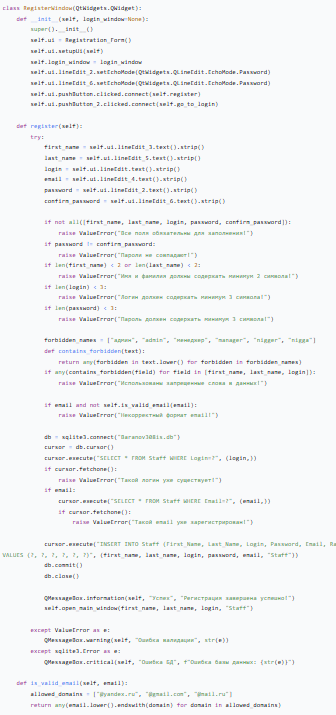 class RegisterWindow(QtWidgets.QWidget):
def __init__(self, login_window=None):
super().__init__()
self.ui = Registration_Form()
self.ui.setupUi(self)
self.login_window = login_window
self.ui.lineEdit_2.setEchoMode(QtWidgets.QLineEdit.EchoMode.Password)
self.ui.lineEdit_6.setEchoMode(QtWidgets.QLineEdit.EchoMode.Password)
self.ui.pushButton.clicked.connect(self.register)
self.ui.pushButton_2.clicked.connect(self.go_to_login)
def register(self):
try:
first_name = self.ui.lineEdit_3.text().strip()
last_name = self.ui.lineEdit_5.text().strip()
login = self.ui.lineEdit.text().strip()
email = self.ui.lineEdit_4.text().strip()
password = self.ui.lineEdit_2.text().strip()
confirm_password = self.ui.lineEdit_6.text().strip()
if not all([first_name, last_name, login, password, confirm_password]):
raise ValueError("Все поля обязательны для заполнения!")
if password != confirm_password:
raise ValueError("Пароли не совпадают!")
if len(first_name) < 2 or len(last_name) < 2:
raise ValueError("Имя и фамилия должны содержать минимум 2 символа!")
if len(login) < 3:
raise ValueError("Логин должен содержать минимум 3 символа!")
if len(password) < 3:
raise ValueError("Пароль должен содержать минимум 3 символа!")
forbidden_names = ["админ", "admin", "менеджер", "manager", "nigger", "nigga"]
def contains_forbidden(text):
return any(forbidden in text.lower() for forbidden in forbidden_names)
if any(contains_forbidden(field) for field in [first_name, last_name, login]):
raise ValueError("Использованы запрещенные слова в данных!")
if email and not self.is_valid_email(email):
raise ValueError("Некорректный формат email!")
db = sqlite3.connect("Baranov308is.db")
cursor = db.cursor()
cursor.execute("SELECT * FROM Staff WHERE Login=?", (login,))
if cursor.fetchone():
raise ValueError("Такой логин уже существует!")
if email:
cursor.execute("SELECT * FROM Staff WHERE Email=?", (email,))
if cursor.fetchone():
raise ValueError("Такой email уже зарегистрирован!")
cursor.execute("INSERT INTO Staff (First_Name, Last_Name, Login, Password, Email, Ra
VALUES (?, ?, ?, ?, ?, ?)", (first_name, last_name, login, password, email, "Staff"))
db.commit()
db.close()
QMessageBox.information(self, "Успех", "Регистрация завершена успешно!")
self.open_main_window(first_name, last_name, login, "Staff")
except ValueError as e:
QMessageBox.warning(self, "Ошибка валидации", str(e))
except sqlite3.Error as e:
QMessageBox.critical(self, "Ошибка БД", f"Ошибка базы данных: {str(e)}")
def is_valid_email(self, email):
allowed_domains = ["@yandex.ru", "@gmail.com", "@mail.ru"]
return any(email.lower().endswith(domain) for domain in allowed_domains)